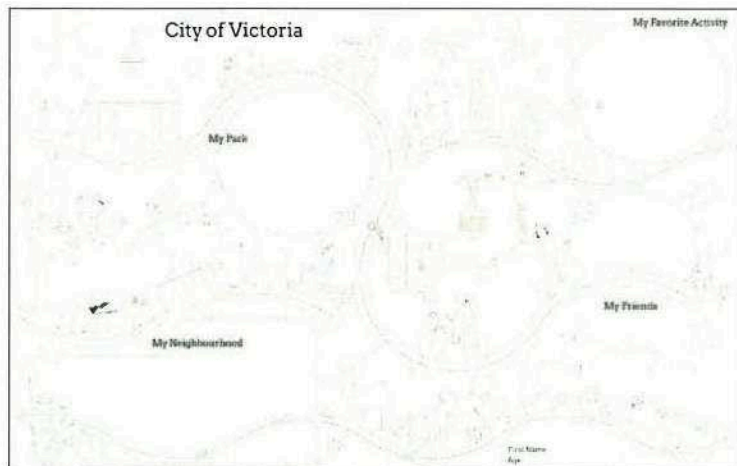 City of Victoria
My Favorite Activity
My Park
My Friends
My Neighbourhood
First Name
Age